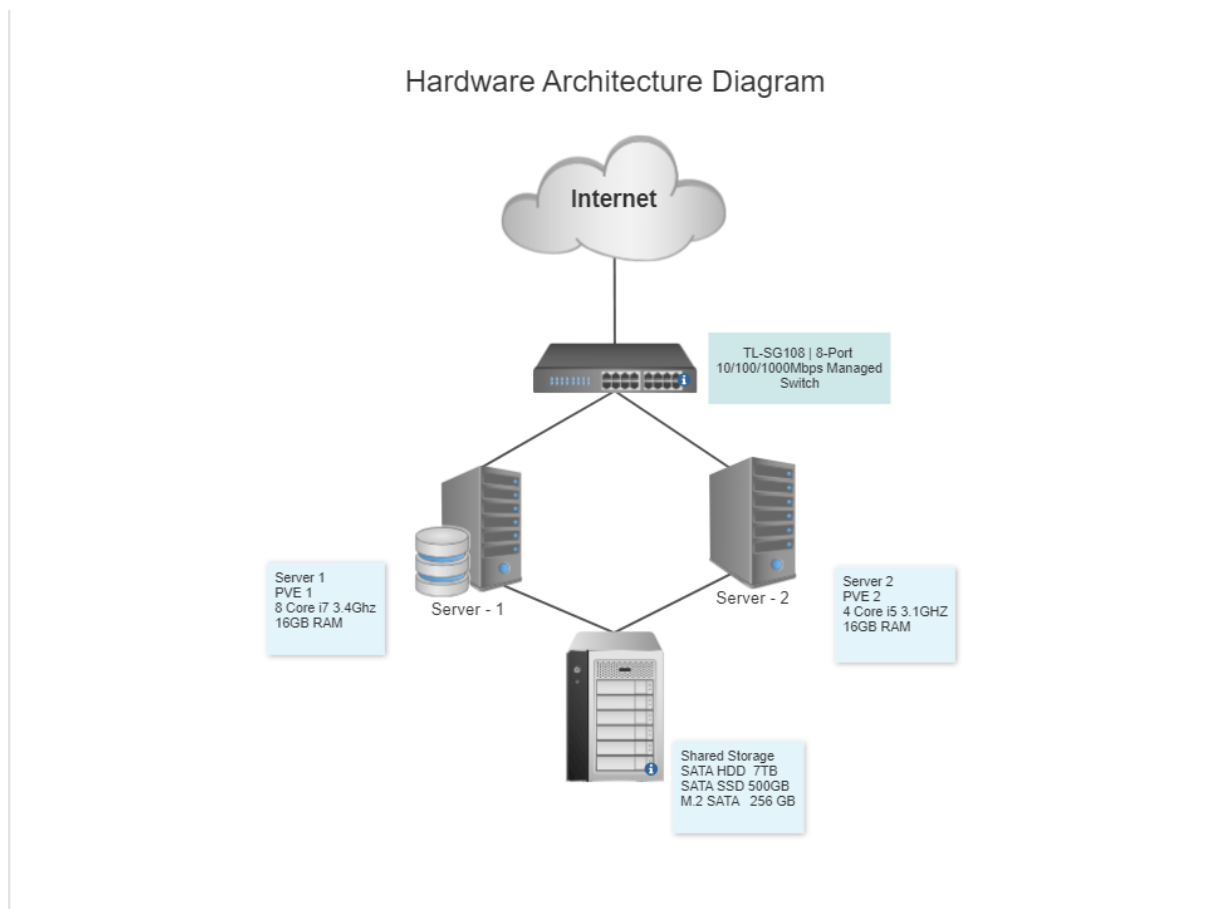 Hardware Architecture Diagram
Internet
TL-SG108 | 8-Port
10/100/1000Mbps Managed
Switch
Server 1
PVE 1
8 Core i7 3.4Ghz
16GB RAM
Server - 1
Server - 2
Server 2
PVE 2
4 Core i5 3.1GHZ
16GB RAM
Shared Storage
SATA HDD  7TB
SATA SSD 500GB
M.2 SATA   256 GB